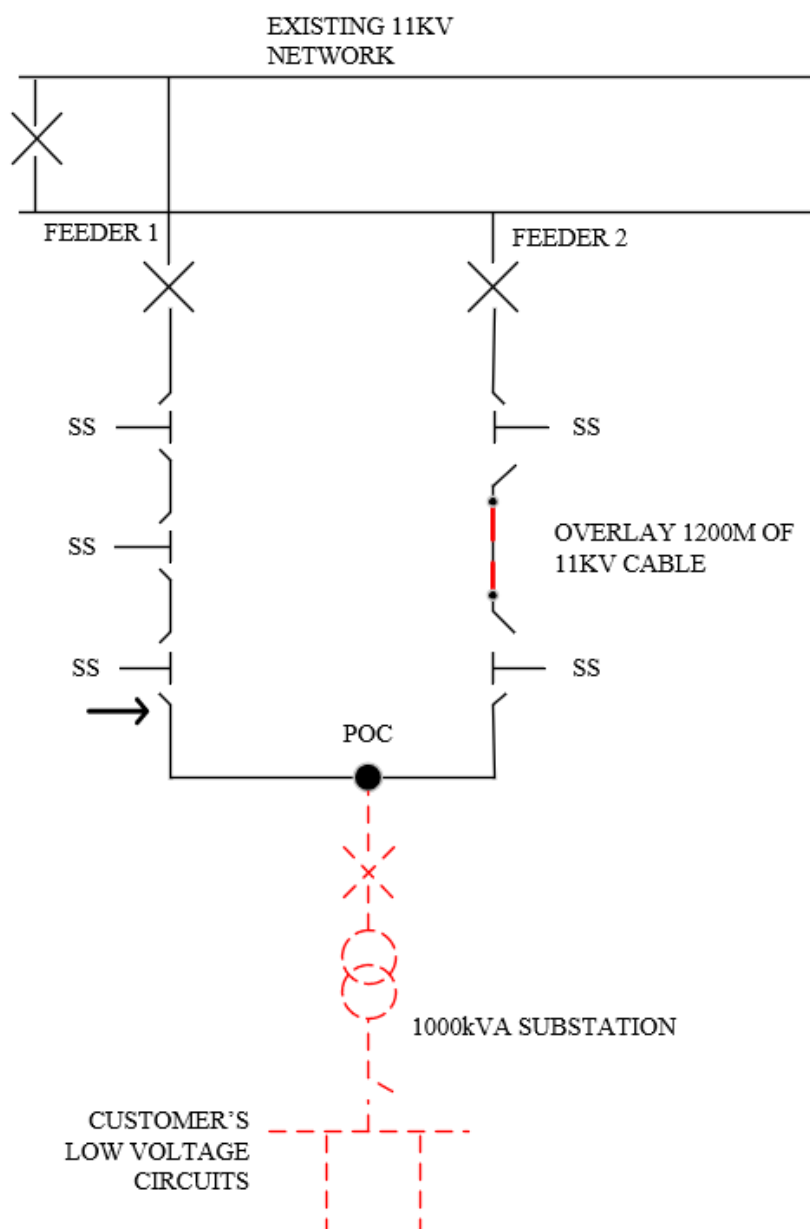 EXISTING 11KV
NETWORK
FEEDER 1
FEEDER 2
SS
SS
SS
OVERLAY 1200M OF
11KV CABLE
SS
SS
POC
1000kVA SUBSTATION
CUSTOMER’S
LOW VOLTAGE
CIRCUITS